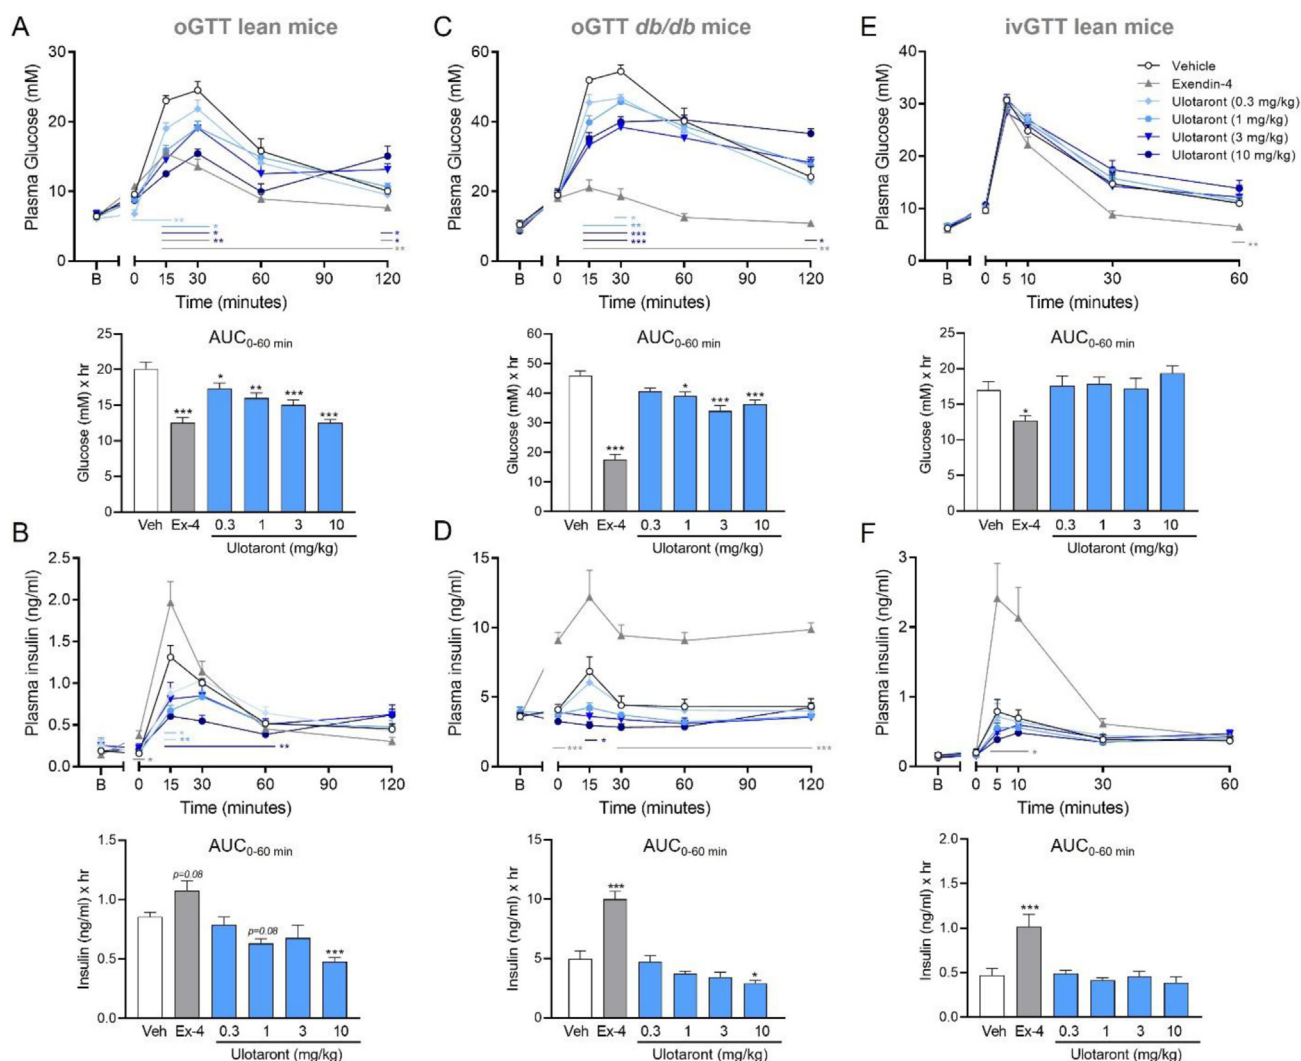 A oGTT lean mice
Plasma Glucose (mM)
30
20
10
0
B 0 15 30 60 90 120
Time (minutes)
** * * ** * * **
AUC0-60 min
Glucose (mM) x hr
25
20
15
10
5
0
*** * ** *** ***
Veh Ex-4 0.3 1 3 10
Ulotaront (mg/kg)
B
Plasma insulin (ng/ml)
2.5
2.0
1.5
1.0
0.5
0.0
* ** ** *
B 0 15 30 60 90 120
Time (minutes)
AUC0-60 min
Insulin (ng/ml) x hr
1.5
1.0
0.5
0.0
p=0.08 p=0.08 ***
Veh Ex-4 0.3 1 3 10
Ulotaront (mg/kg)
C oGTT db/db mice
Plasma Glucose (mM)
60
40
20
0
* ** *** *** * **
B 0 15 30 60 90 120
Time (minutes)
AUC0-60 min
Glucose (mM) x hr
60
50
40
30
20
10
0
*** * *** ***
Veh Ex-4 0.3 1 3 10
Ulotaront (mg/kg)
D
Plasma insulin (ng/ml)
15
10
5
0
*** * ***
B 0 15 30 60 90 120
Time (minutes)
AUC0-60 min
Insulin (ng/ml) x hr
15
10
5
0
*** *
Veh Ex-4 0.3 1 3 10
Ulotaront (mg/kg)
E ivGTT lean mice
Plasma Glucose (mM)
40
30
20
10
0
Vehicle
Exendin-4
Ulotaront (0.3 mg/kg)
Ulotaront (1 mg/kg)
Ulotaront (3 mg/kg)
Ulotaront (10 mg/kg)
**
B 0 5 10 30 60
Time (minutes)
AUC0-60 min
Glucose (mM) x hr
25
20
15
10
5
0
*
Veh Ex-4 0.3 1 3 10
Ulotaront (mg/kg)
F
Plasma insulin (ng/ml)
3
2
1
0
*
B 0 5 10 30 60
Time (minutes)
AUC0-60 min
Insulin (ng/ml) x hr
2.0
1.5
1.0
0.5
0.0
***
Veh Ex-4 0.3 1 3 10
Ulotaront (mg/kg)